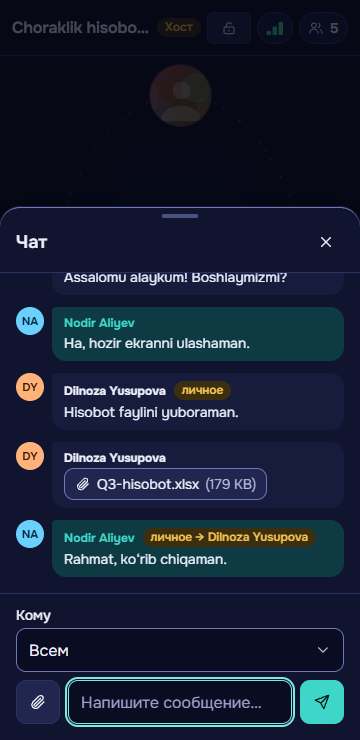 Choraklik hisobo... Хост 5
Чат
Assalomu alaykum! Boshlaymizmi?
NA Nodir Aliyev
Ha, hozir ekranni ulashaman.
DY Dilnoza Yusupova личное
Hisobot faylini yuboraman.
DY Dilnoza Yusupova
Q3-hisobot.xlsx (179 KB)
NA Nodir Aliyev личное → Dilnoza Yusupova
Rahmat, ko‘rib chiqaman.
Кому
Всем
Напишите сообщение...